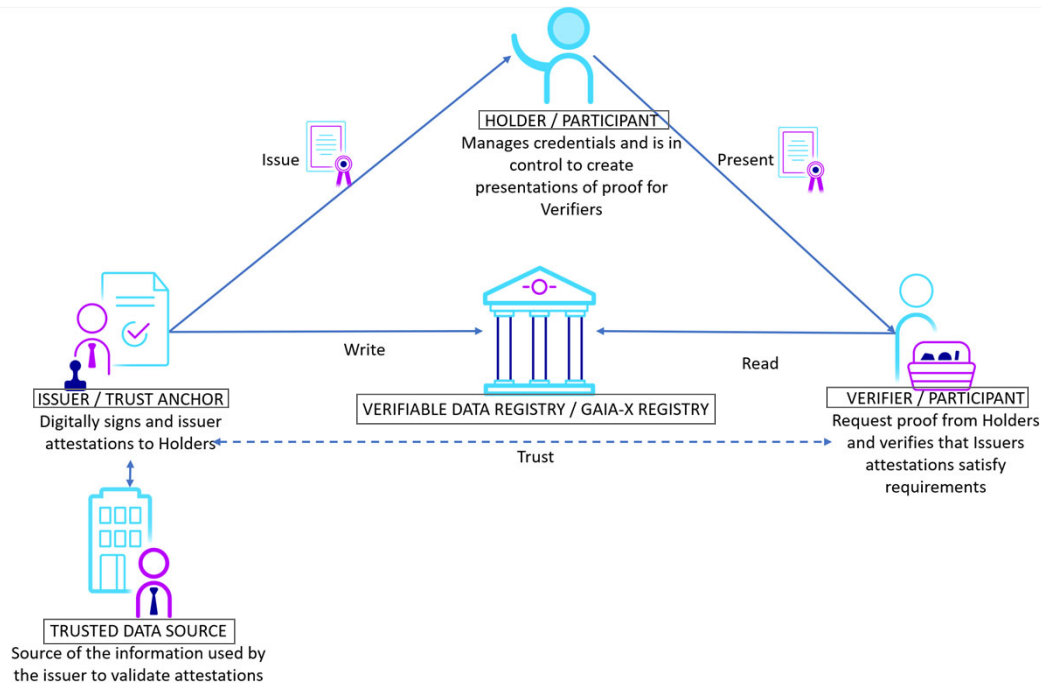 HOLDER / PARTICIPANT
Manages credentials and is in
control to create
presentations of proof for
Verifiers
Issue
Present
Write
Read
ISSUER / TRUST ANCHOR
Digitally signs and issuer
attestations to Holders
VERIFIABLE DATA REGISTRY / GAIA-X REGISTRY
VERIFIER / PARTICIPANT
Request proof from Holders
and verifies that Issuers
attestations satisfy
requirements
Trust
TRUSTED DATA SOURCE
Source of the information used by
the issuer to validate attestations